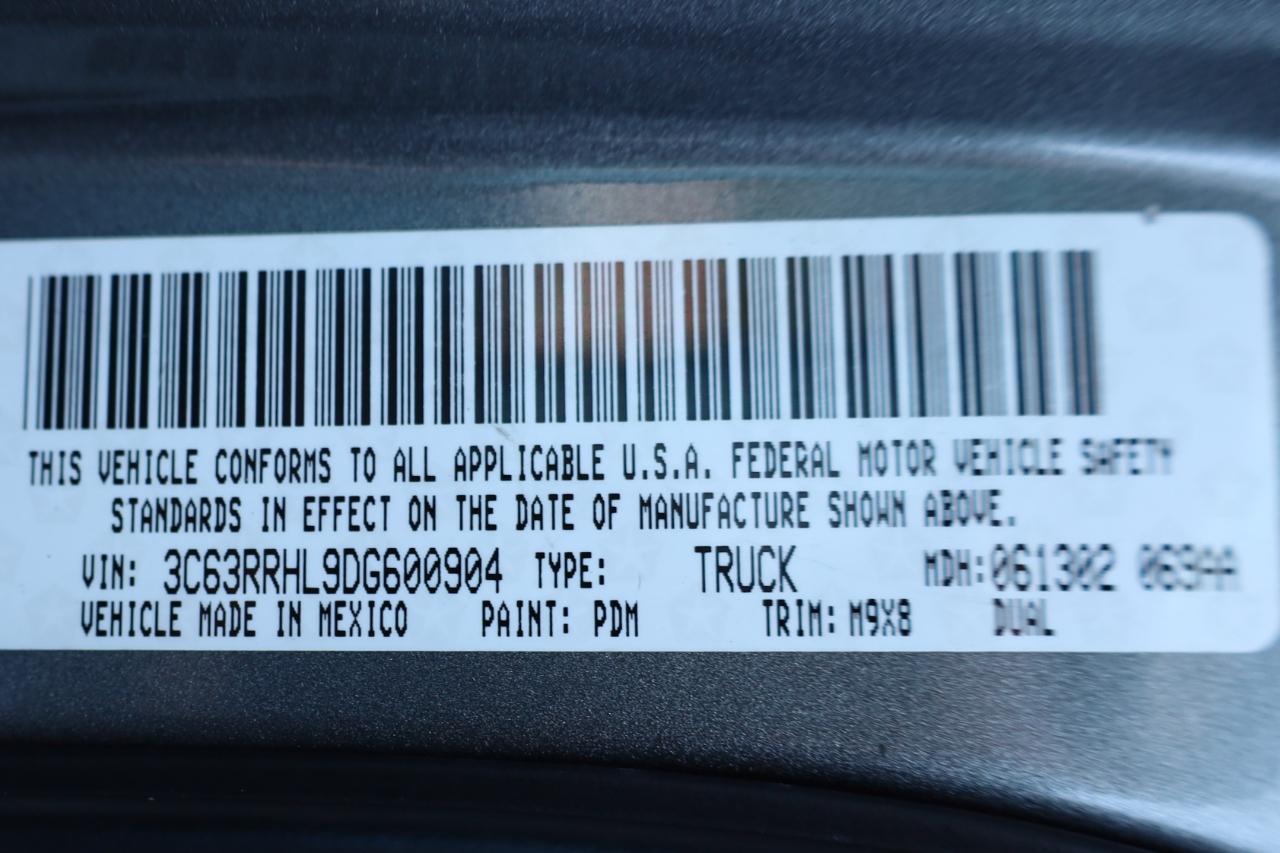 THIS VEHICLE CONFORMS TO ALL APPLICABLE U.S.A. FEDERAL MOTOR VEHICLE SAFETY
STANDARDS IN EFFECT ON THE DATE OF MANUFACTURE SHOWN ABOVE.
VIN: 3C63RRHL9DG600904 TYPE: TRUCK MDH: 061302 069AA
VEHICLE MADE IN MEXICO PAINT: PDM TRIM: M9X8 DUAL